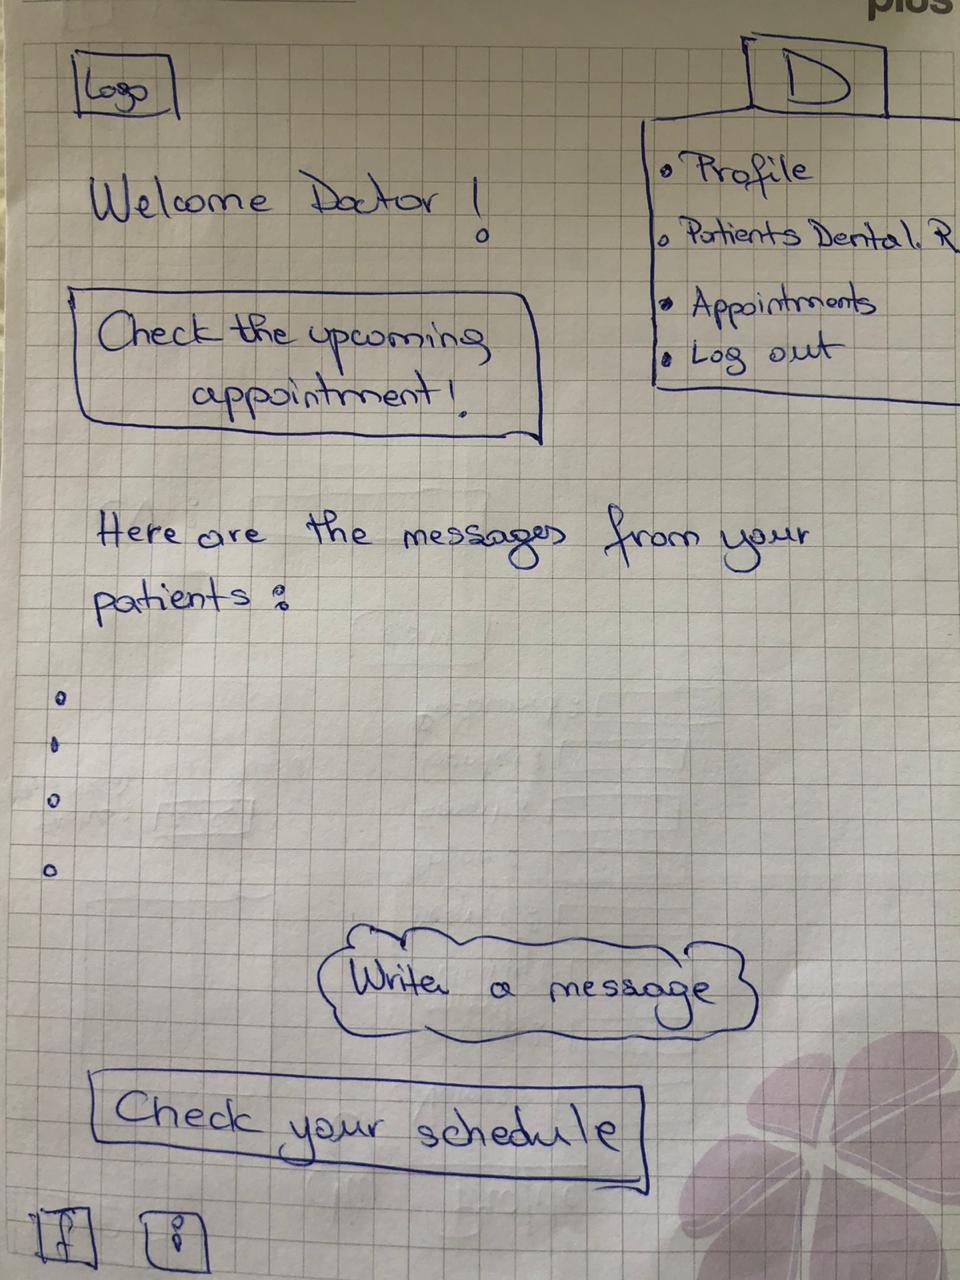 plus
Logo
D
Welcome Doctor!
• Profile
• Patients Dental. R
• Appointments
• Log out
Check the upcoming
appointment!
Here are the messages from your
patients:
Write a message
Check your schedule
f i